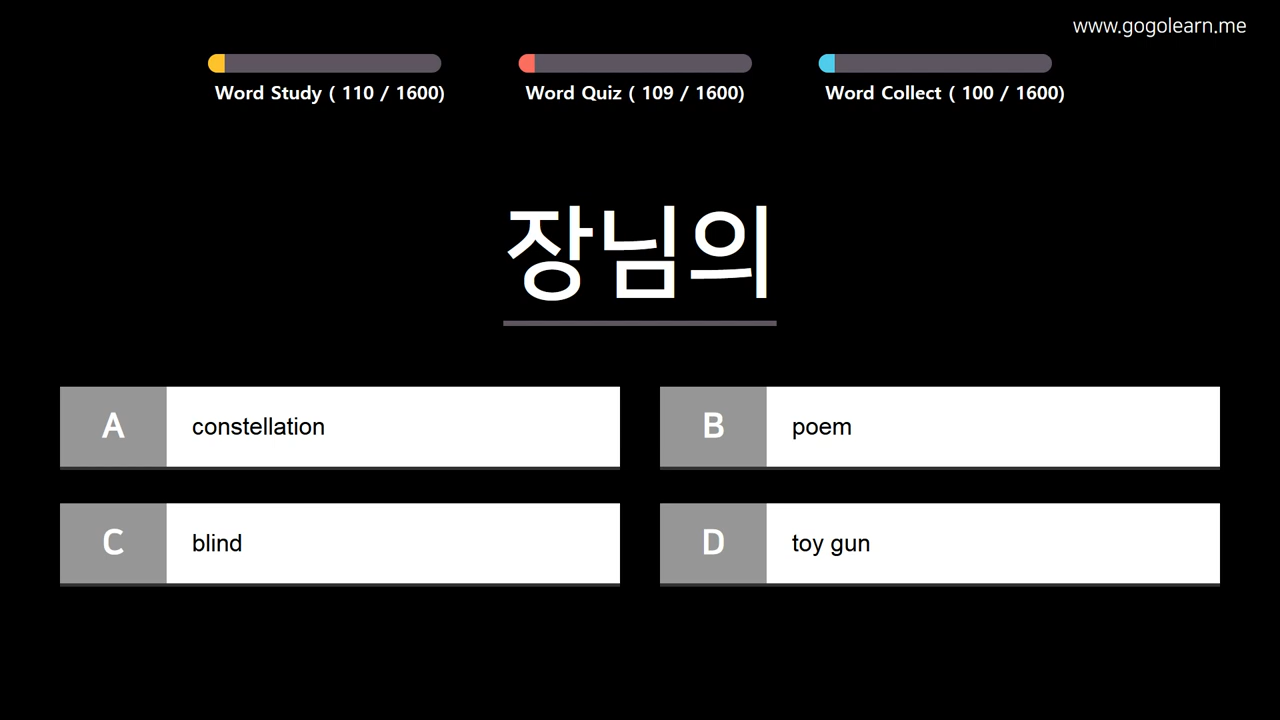 www.gogolearn.me
Word Study ( 110 / 1600)
Word Quiz ( 109 / 1600)
Word Collect ( 100 / 1600)
장님의
A constellation
B poem
C blind
D toy gun